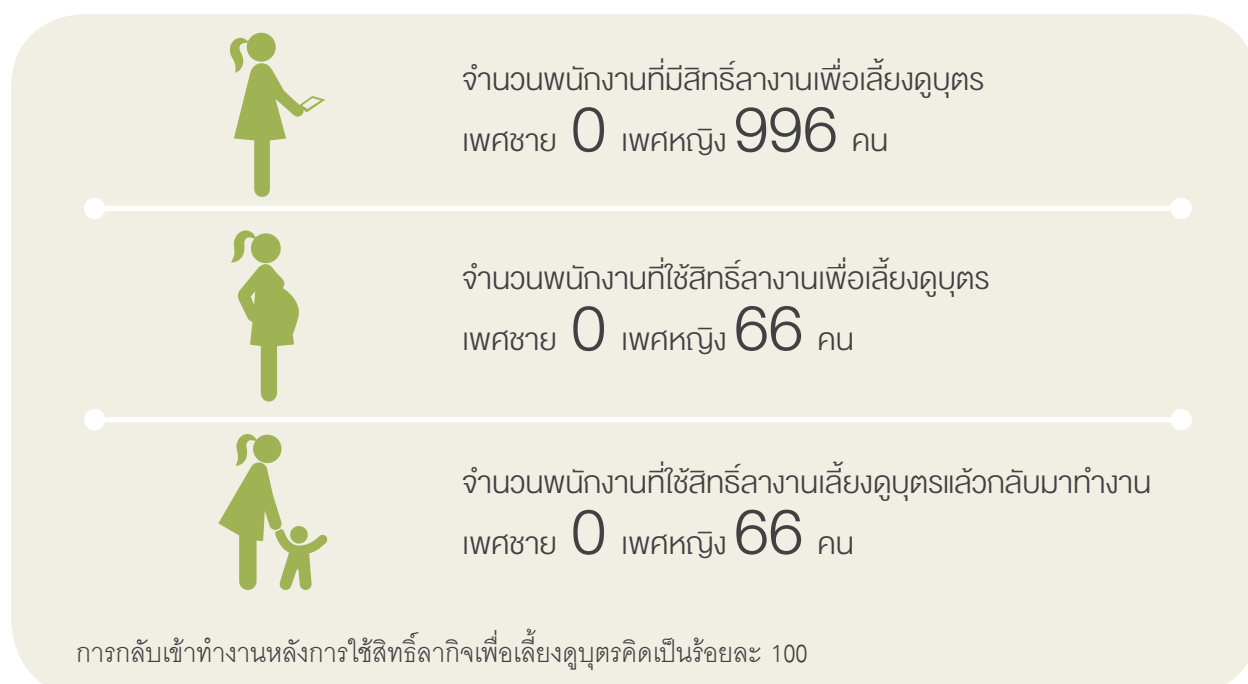 จำนวนพนักงานที่มีสิทธิ์ลางานเพื่อเลี้ยงดูบุตร
เพศชาย 0 เพศหญิง 996 คน
จำนวนพนักงานที่ใช้สิทธิ์ลางานเพื่อเลี้ยงดูบุตร
เพศชาย 0 เพศหญิง 66 คน
จำนวนพนักงานที่ใช้สิทธิ์ลางานเลี้ยงดูบุตรแล้วกลับมาทำงาน
เพศชาย 0 เพศหญิง 66 คน
การกลับเข้าทำงานหลังการใช้สิทธิ์ลากิจเพื่อเลี้ยงดูบุตรคิดเป็นร้อยละ 100